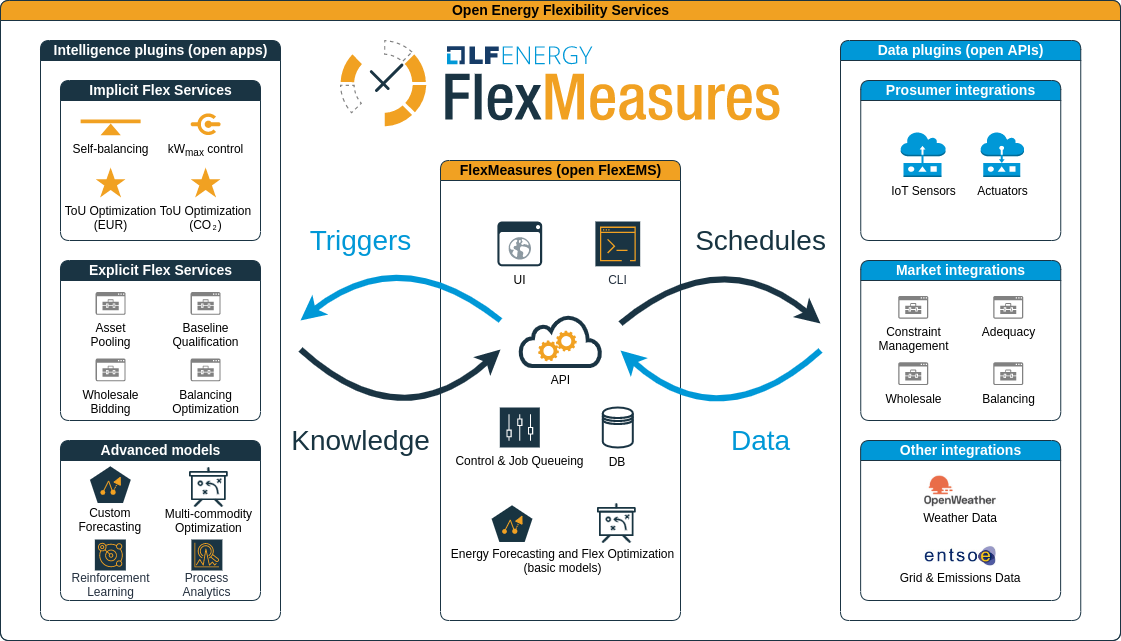 Open Energy Flexibility Services
Intelligence plugins (open apps)
Implicit Flex Services
Self-balancing
kWmax control
ToU Optimization
(EUR)
ToU Optimization
(CO₂)
Explicit Flex Services
Asset
Pooling
Baseline
Qualification
Wholesale
Bidding
Balancing
Optimization
Advanced models
Custom
Forecasting
Multi-commodity
Optimization
Reinforcement
Learning
Process
Analytics
LFENERGY
FlexMeasures
Triggers
Knowledge
FlexMeasures (open FlexEMS)
UI
CLI
API
Control & Job Queueing
DB
Energy Forecasting and Flex Optimization
(basic models)
Schedules
Data
Data plugins (open APIs)
Prosumer integrations
IoT Sensors
Actuators
Market integrations
Constraint
Management
Adequacy
Wholesale
Balancing
Other integrations
OpenWeather
Weather Data
entsoe
Grid & Emissions Data